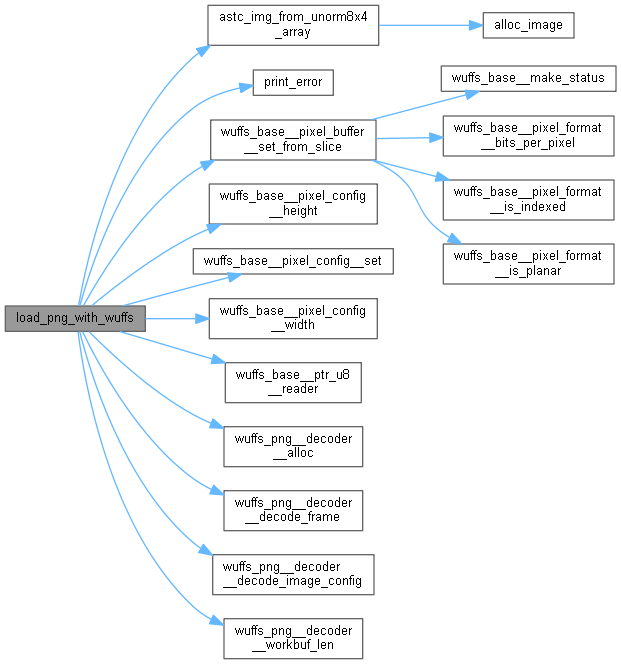 load_png_with_wuffs
astc_img_from_unorm8x4
_array
alloc_image
print_error
wuffs_base__pixel_buffer
__set_from_slice
wuffs_base__make_status
wuffs_base__pixel_format
__bits_per_pixel
wuffs_base__pixel_format
__is_indexed
wuffs_base__pixel_format
__is_planar
wuffs_base__pixel_config
__height
wuffs_base__pixel_config__set
wuffs_base__pixel_config
__width
wuffs_base__ptr_u8
__reader
wuffs_png__decoder
__alloc
wuffs_png__decoder
__decode_frame
wuffs_png__decoder
__decode_image_config
wuffs_png__decoder
__workbuf_len